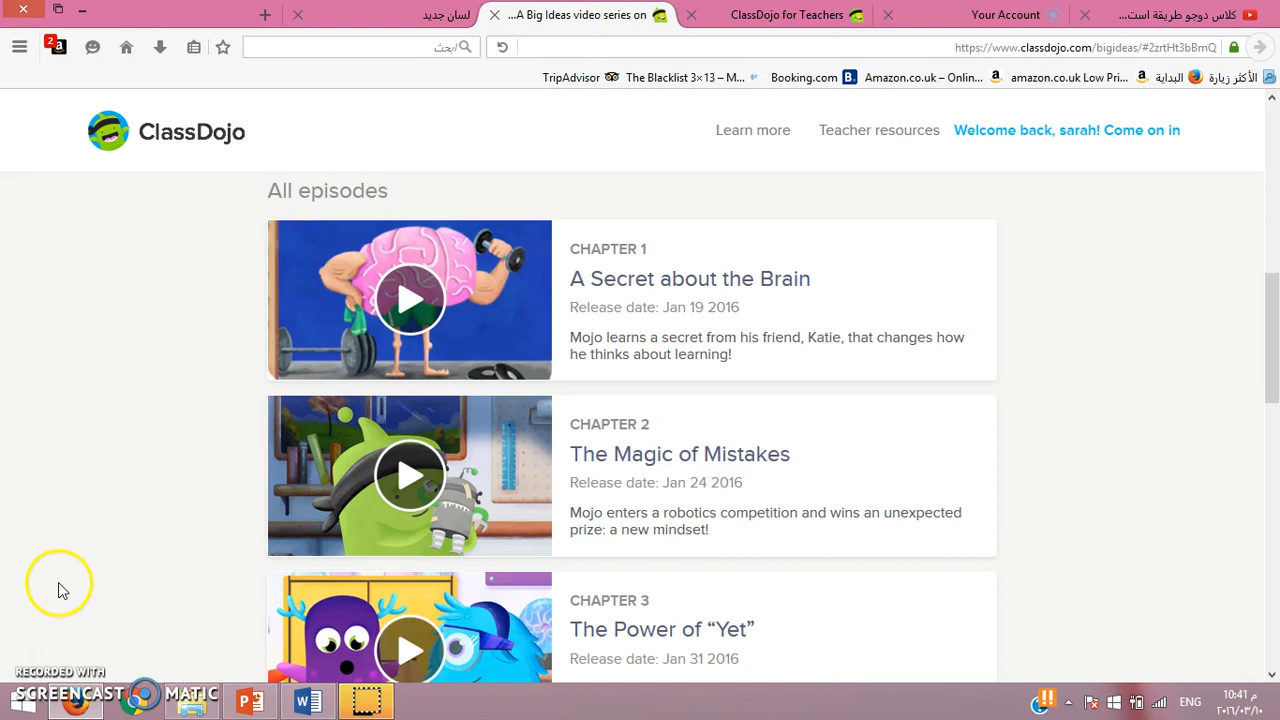 لسان جديد
A Big Ideas video series on...
ClassDojo for Teachers
Your Account
كلاس دوجو طريقة است...
2
ابحث
https://www.classdojo.com/bigideas/#2zrtHt3bBmQ
TripAdvisor
The Blacklist 3×13 – M...
Booking.com
Amazon.co.uk – Onlin...
amazon.co.uk Low Pri...
البداية
الأكثر زيارة
ClassDojo
Learn more
Teacher resources
Welcome back, sarah! Come on in
All episodes
CHAPTER 1
A Secret about the Brain
Release date: Jan 19 2016
Mojo learns a secret from his friend, Katie, that changes how
he thinks about learning!
CHAPTER 2
The Magic of Mistakes
Release date: Jan 24 2016
Mojo enters a robotics competition and wins an unexpected
prize: a new mindset!
CHAPTER 3
The Power of “Yet”
Release date: Jan 31 2016
RECORDED WITH
SCREENCAST MATIC
ENG
10:41 م
٢٠١٦/٠٣/١٠